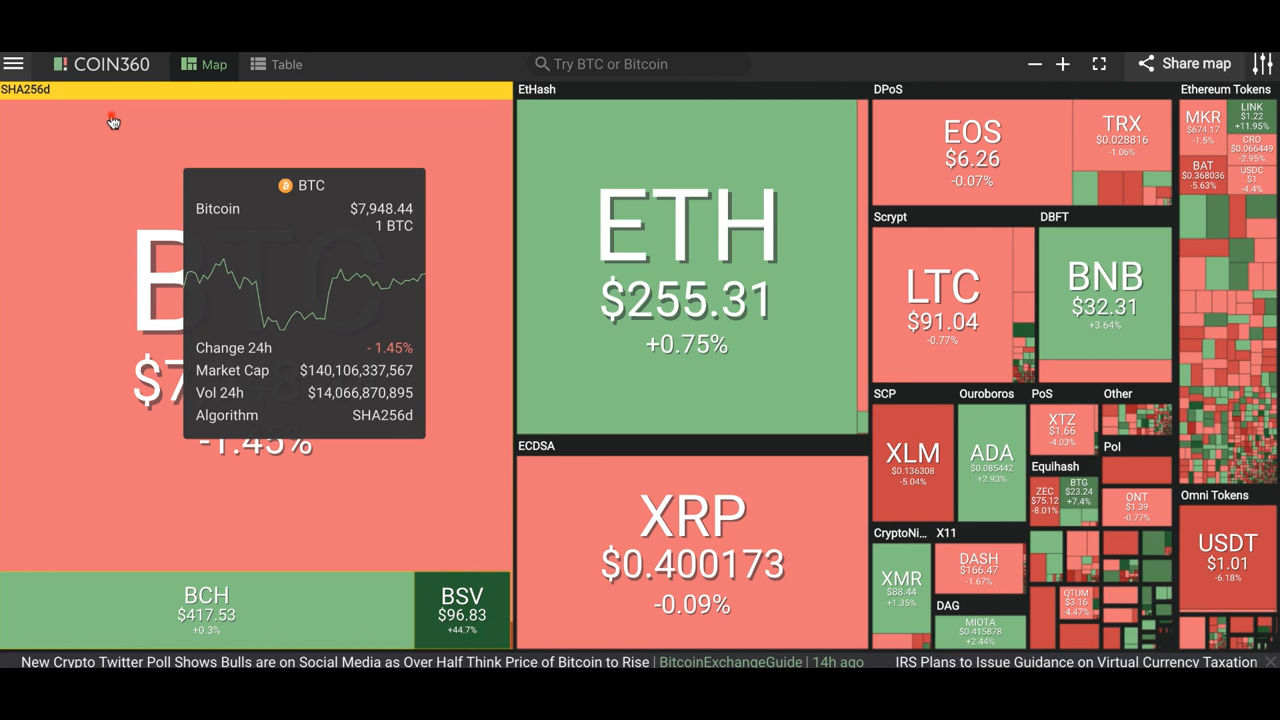 COIN360
Map
Table
Try BTC or Bitcoin
Share map
SHA256d
BTC
Bitcoin
$7,948.44
1 BTC
Change 24h
- 1.45%
Market Cap
$140,106,337,567
Vol 24h
$14,066,870,895
Algorithm
SHA256d
-1.45%
BCH
$417.53
+0.3%
BSV
$96.83
+44.7%
EtHash
ETH
$255.31
+0.75%
ECDSA
XRP
$0.400173
-0.09%
DPoS
EOS
$6.26
-0.07%
TRX
$0.028816
-1.06%
Scrypt
LTC
$91.04
-0.77%
DBFT
BNB
$32.31
+3.64%
SCP
XLM
$0.136308
-5.04%
Ouroboros
ADA
$0.085442
+2.93%
PoS
XTZ
$1.66
-4.03%
Other
PoI
Equihash
ZEC
$75.12
-8.01%
BTG
$23.24
+7.4%
ONT
$1.39
-0.77%
CryptoNi...
XMR
$88.44
+1.35%
X11
DASH
$166.47
-1.67%
DAG
MIOTA
$0.415878
+2.44%
QTUM
$3.16
Ethereum Tokens
MKR
$674.17
-1.5%
LINK
$1.22
+11.95%
CRO
$0.066449
-2.95%
BAT
$0.368036
-5.63%
USDC
$1
-4.4%
Omni Tokens
USDT
$1.01
-6.18%
New Crypto Twitter Poll Shows Bulls are on Social Media as Over Half Think Price of Bitcoin to Rise | BitcoinExchangeGuide | 14h ago
IRS Plans to Issue Guidance on Virtual Currency Taxation